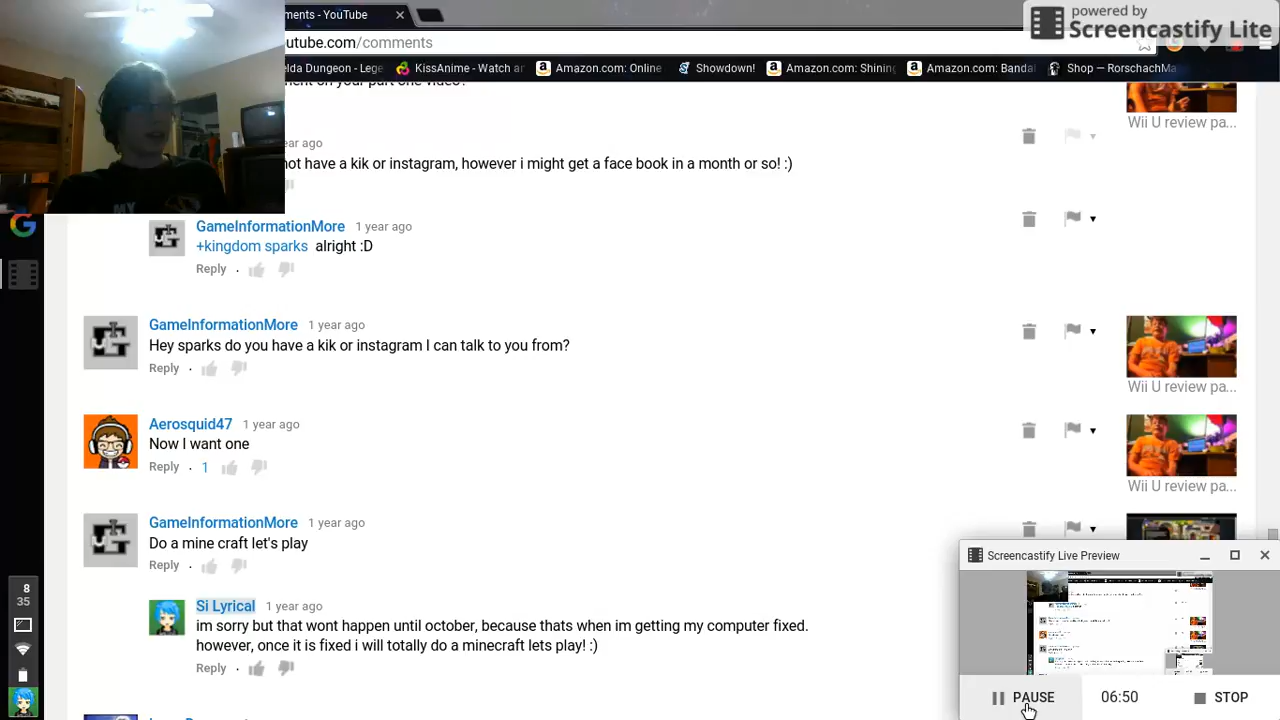 ments - YouTube
powered by
Screencastify Lite
utube.com/comments
elda Dungeon - Lege
KissAnime - Watch an
Amazon.com: Online
Showdown!
Amazon.com: Shining
Amazon.com: Bandai
Shop — RorschachMa
ment on your part one video?
Wii U review pa...
ear ago
not have a kik or instagram, however i might get a face book in a month or so! :)
MY
GameInformationMore 1 year ago
+kingdom sparks alright :D
Reply
GameInformationMore 1 year ago
Hey sparks do you have a kik or instagram I can talk to you from?
Reply
Wii U review pa...
Aerosquid47 1 year ago
Now I want one
Reply 1
Wii U review pa...
GameInformationMore 1 year ago
Do a mine craft let's play
Reply
Si Lyrical 1 year ago
im sorry but that wont happen until october, because thats when im getting my computer fixed.
however, once it is fixed i will totally do a minecraft lets play! :)
Reply
Screencastify Live Preview
PAUSE
06:50
STOP
8
35